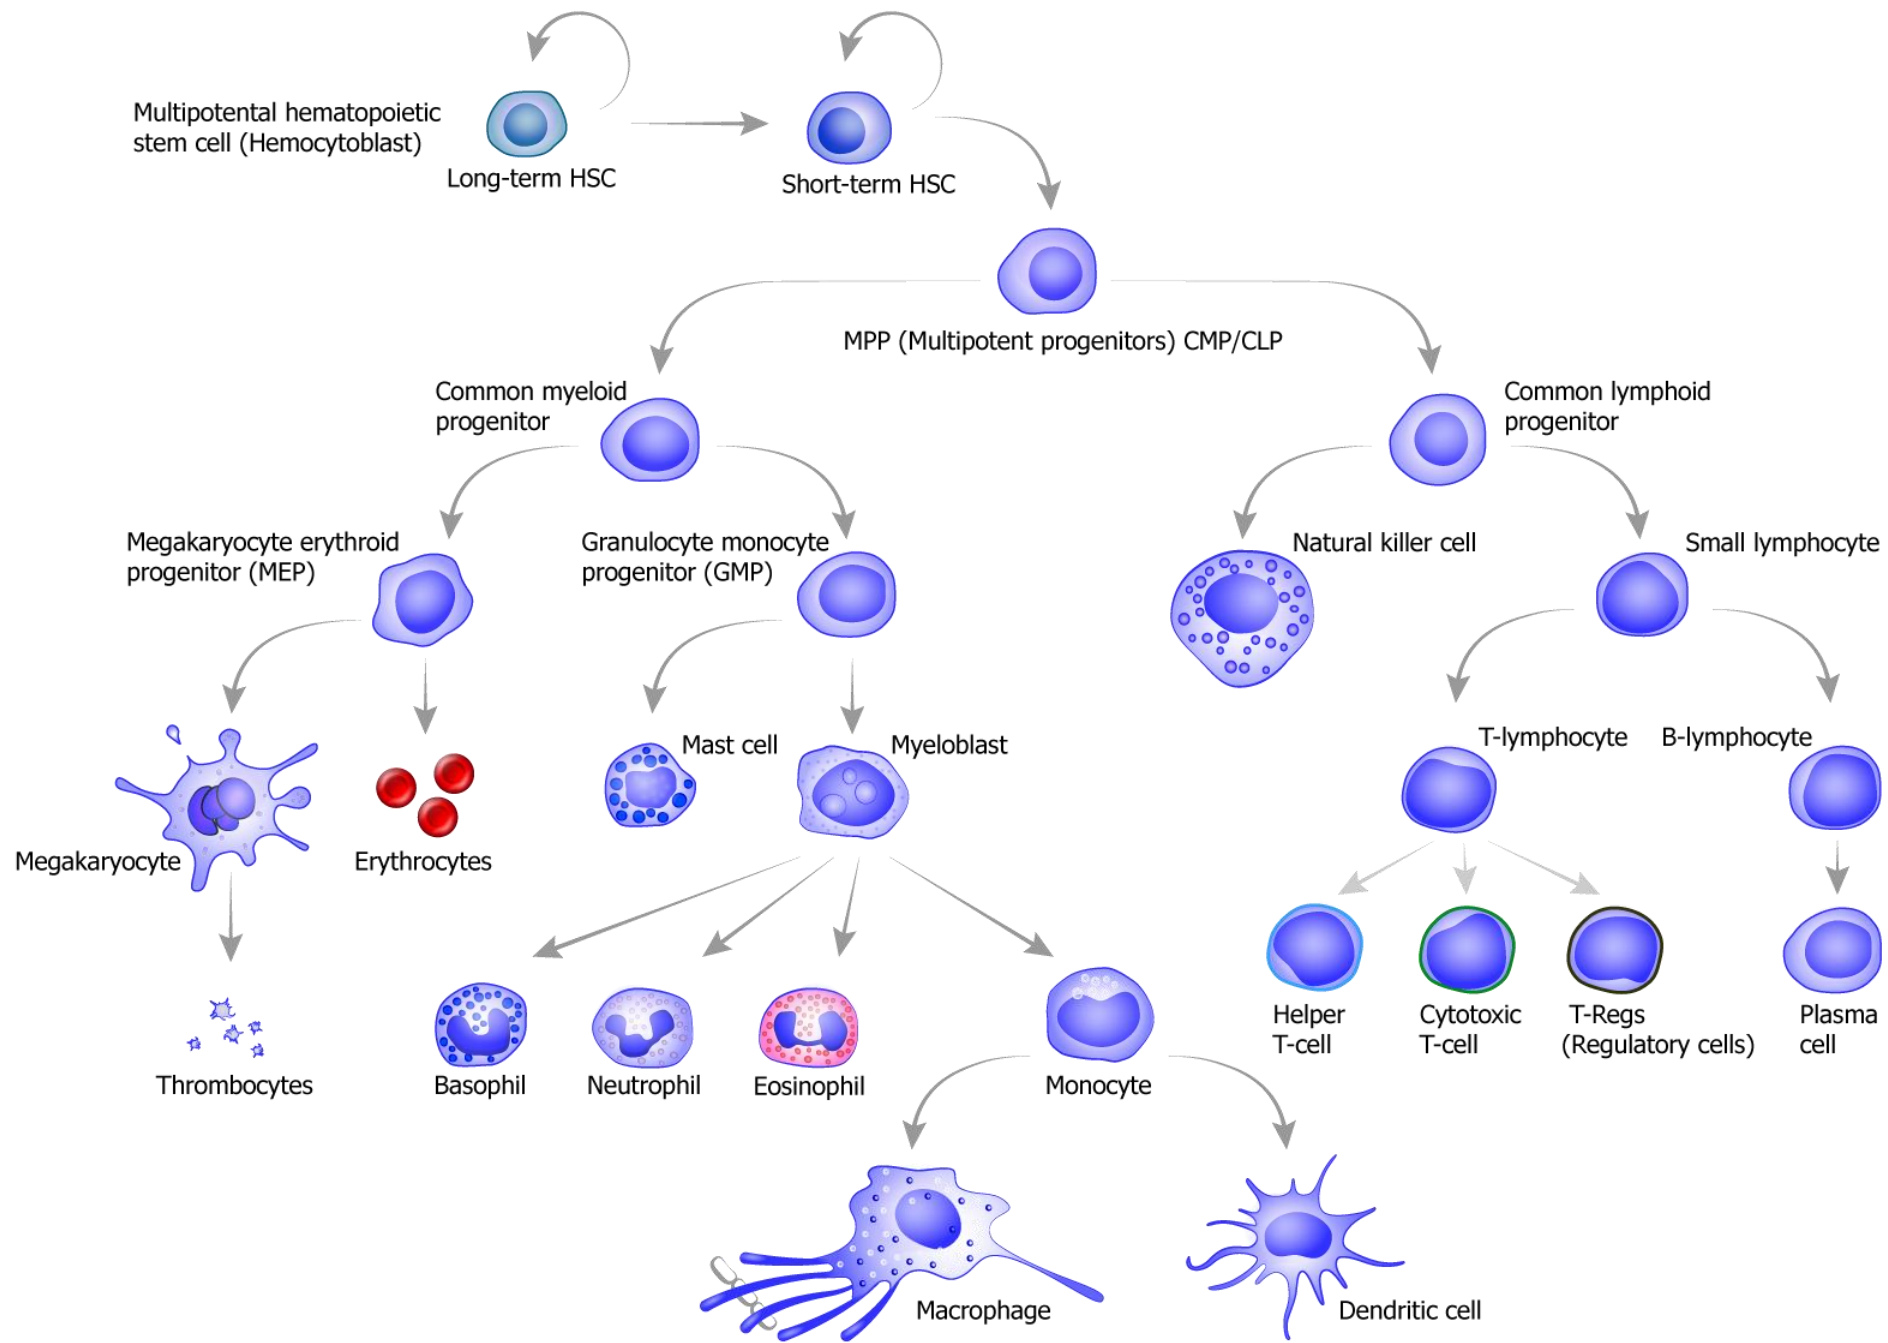 Multipotental hematopoietic
stem cell (Hemocytoblast)
Long-term HSC
Short-term HSC
MPP (Multipotent progenitors) CMP/CLP
Common myeloid
progenitor
Common lymphoid
progenitor
Megakaryocyte erythroid
progenitor (MEP)
Granulocyte monocyte
progenitor (GMP)
Natural killer cell
Small lymphocyte
Mast cell
Myeloblast
T-lymphocyte
B-lymphocyte
Megakaryocyte
Erythrocytes
Helper
T-cell
Cytotoxic
T-cell
T-Regs
(Regulatory cells)
Plasma
cell
Thrombocytes
Basophil
Neutrophil
Eosinophil
Monocyte
Macrophage
Dendritic cell